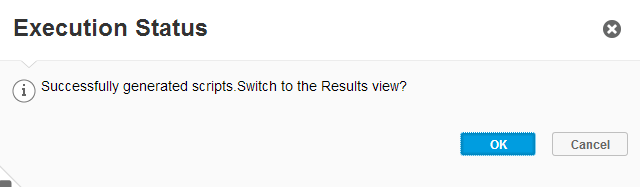 Execution Status
Successfully generated scripts.Switch to the Results view?
OK
Cancel